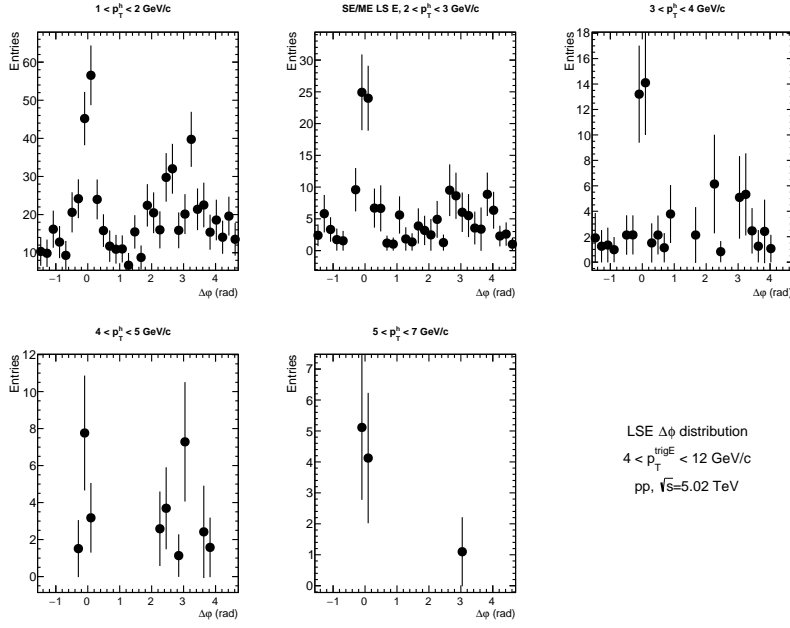 1 < p_T^h < 2 GeV/c
Entries
60
50
40
30
20
10
−1 0 1 2 3 4
Δφ (rad)
SE/ME LS E, 2 < p_T^h < 3 GeV/c
Entries
30
25
20
15
10
5
0
−1 0 1 2 3 4
Δφ (rad)
3 < p_T^h < 4 GeV/c
Entries
18
16
14
12
10
8
6
4
2
0
−1 0 1 2 3 4
Δφ (rad)
4 < p_T^h < 5 GeV/c
Entries
12
10
8
6
4
2
0
−1 0 1 2 3 4
Δφ (rad)
5 < p_T^h < 7 GeV/c
Entries
7
6
5
4
3
2
1
0
−1 0 1 2 3 4
Δφ (rad)
LSE Δϕ distribution
4 < p_T^trigE < 12 GeV/c
pp, √s=5.02 TeV